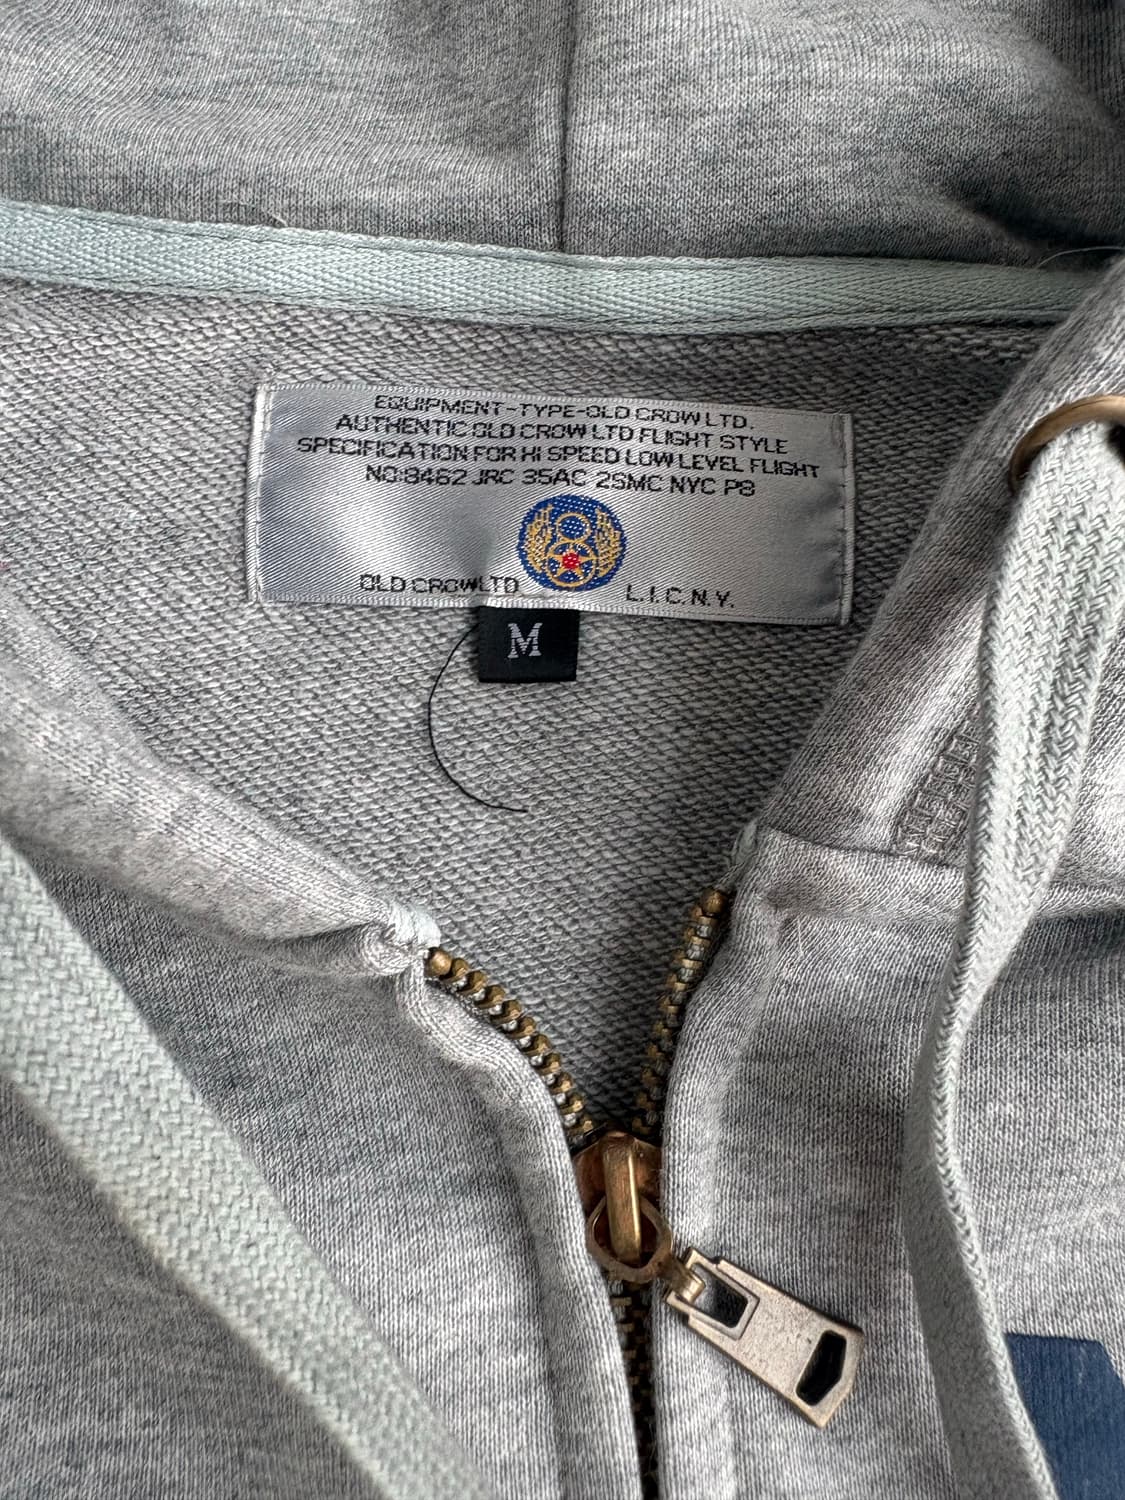 EQUIPMENT-TYPE-OLD CROW LTD.
AUTHENTIC OLD CROW LTD FLIGHT STYLE
SPECIFICATION FOR HI SPEED LOW LEVEL FLIGHT
NO:8462 JRC 35AC 2SMC NYC P8
8
OLD CROW LTD
L.I.C.N.Y.
M